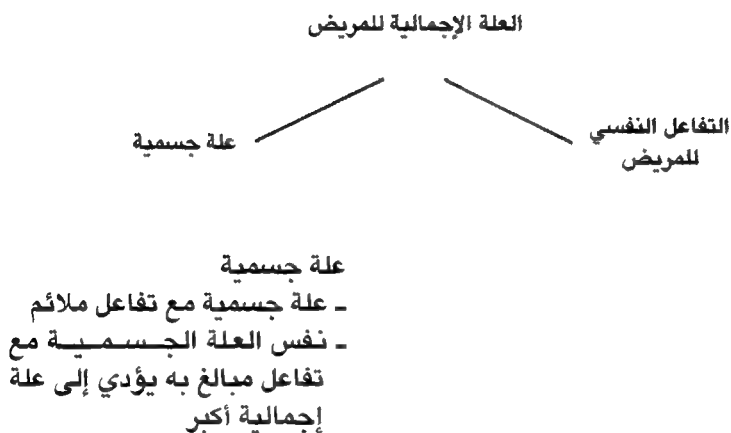 العلة الإجمالية للمريض
التفاعل النفسي
للمريض
علة جسمية
علة جسمية
ـ علة جسمية مع تفاعل ملائم
ـ نفس العلة الجـسـمـيـة مع
تفاعل مبالغ به يؤدي إلى علة
إجمالية أكبر